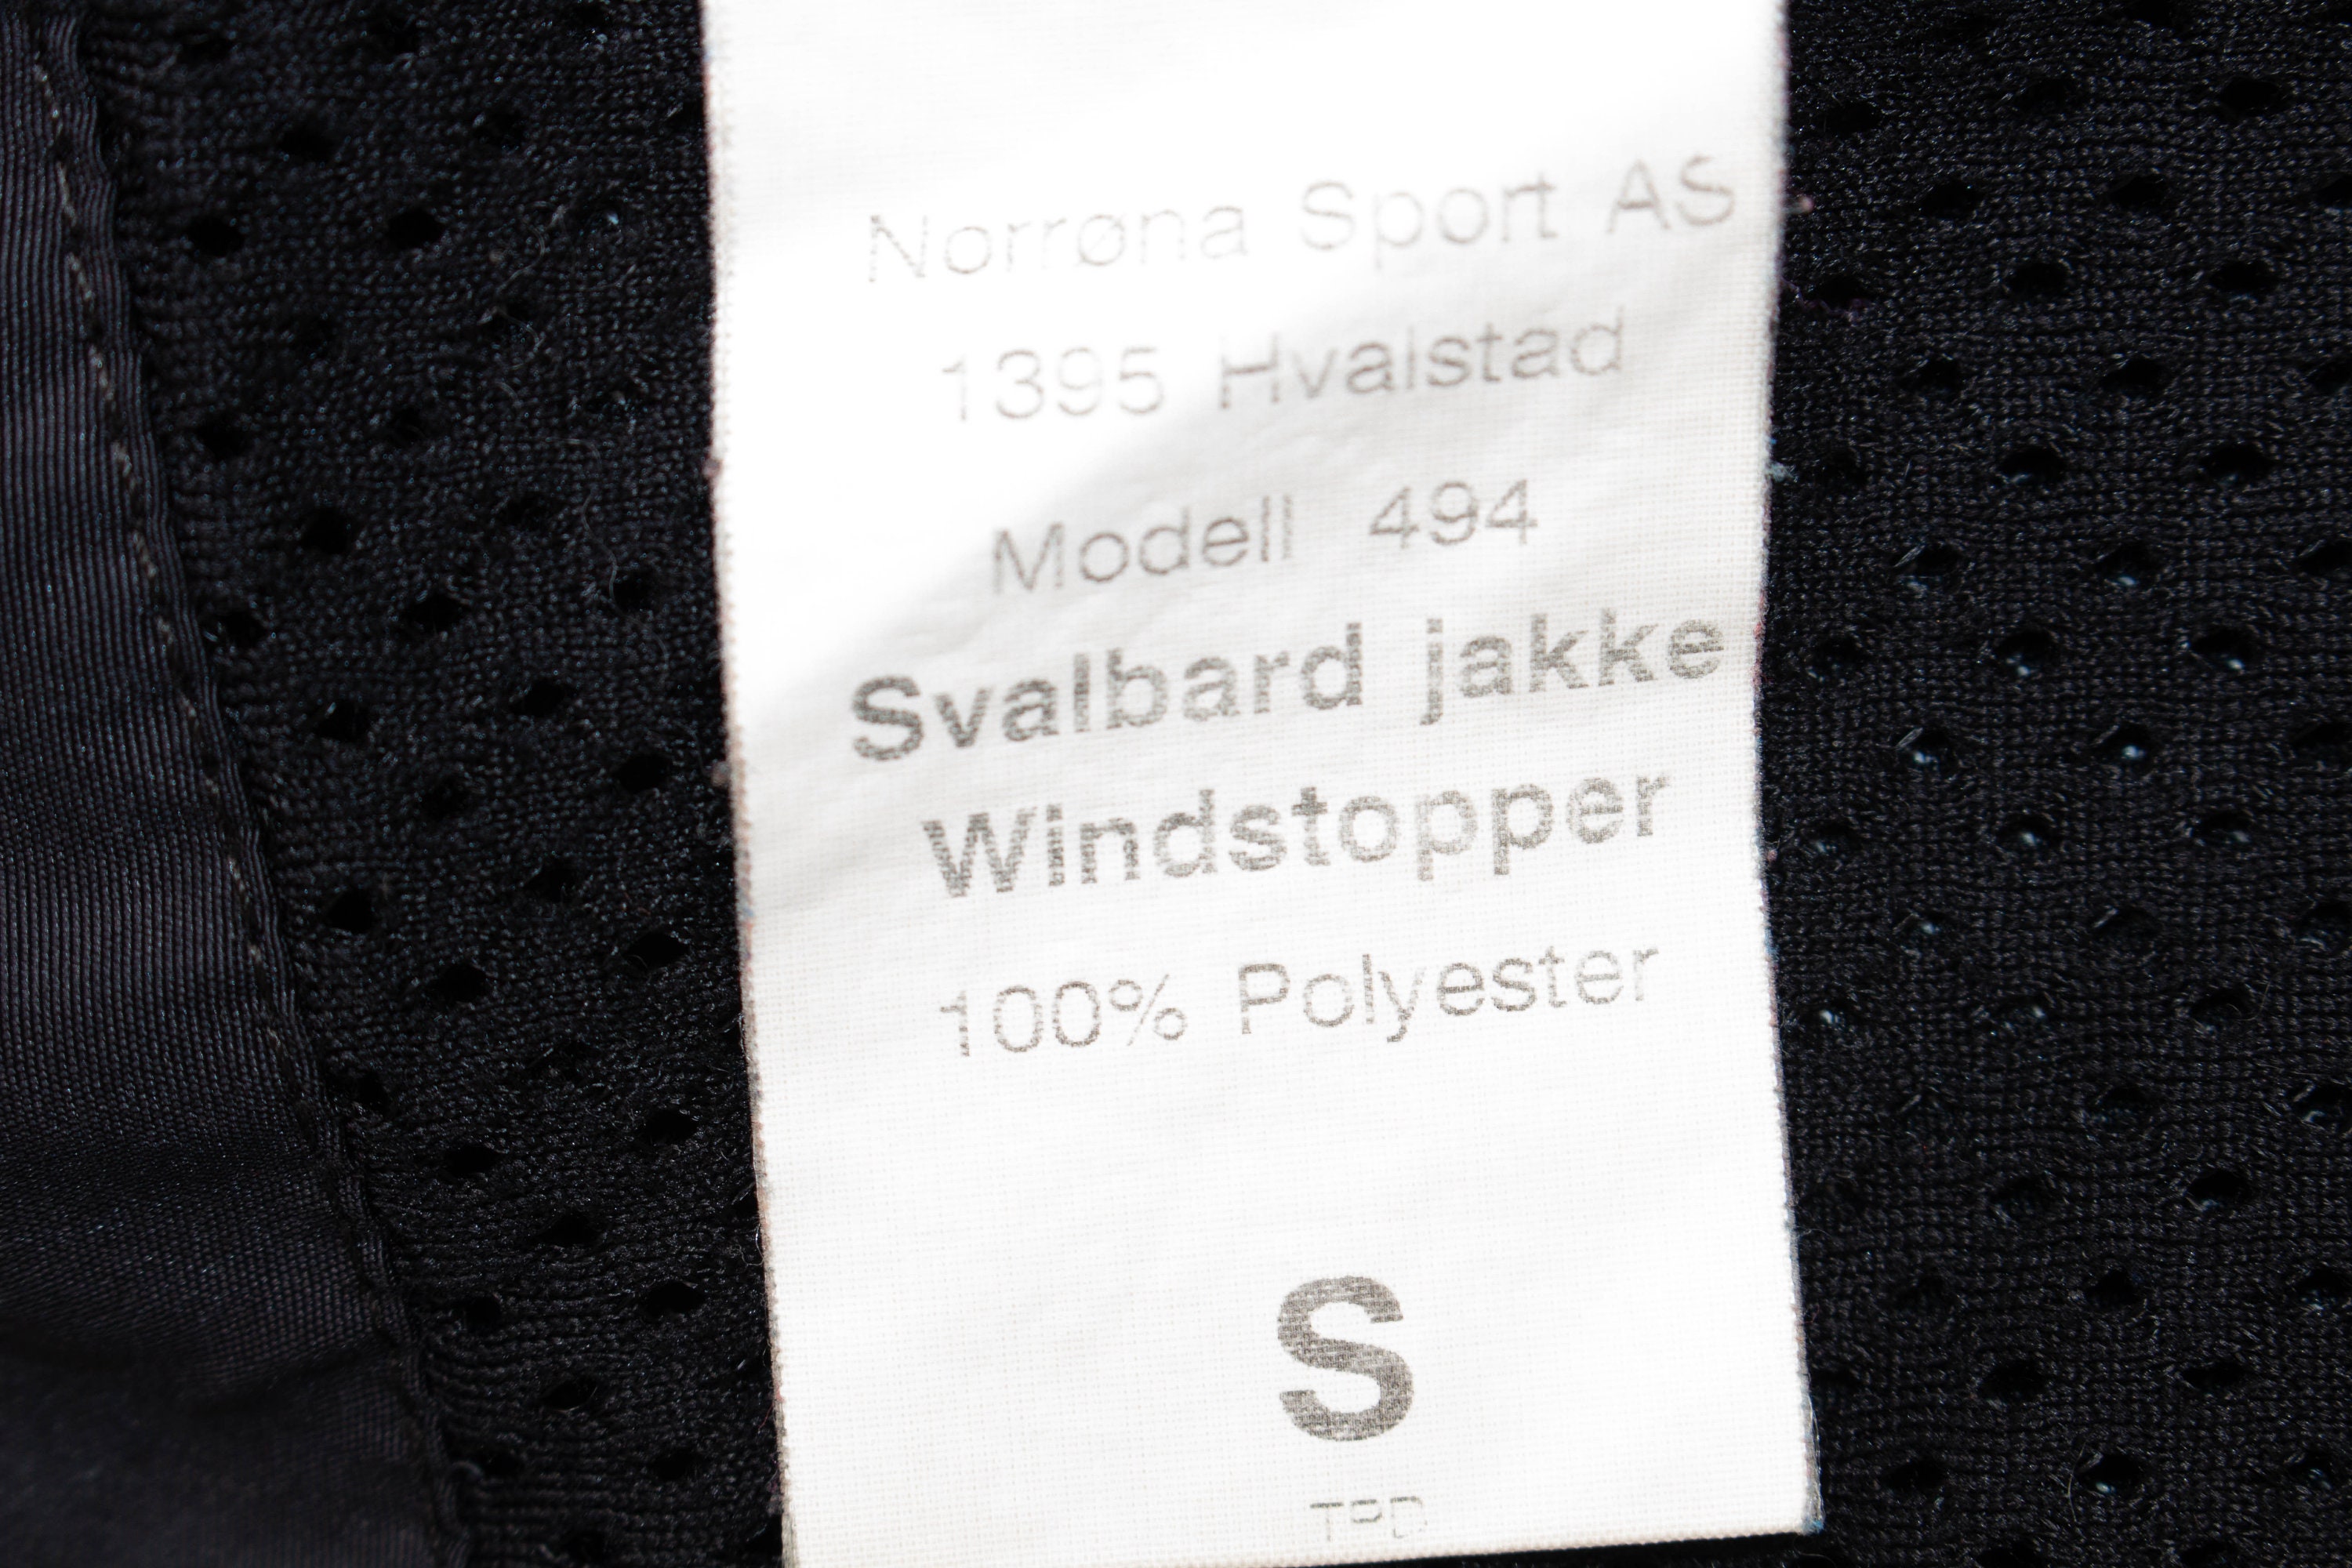 Norrøna Sport AS
1395 Hvalstad
Modell 494
Svalbard jakke
Windstopper
100% Polyester
S